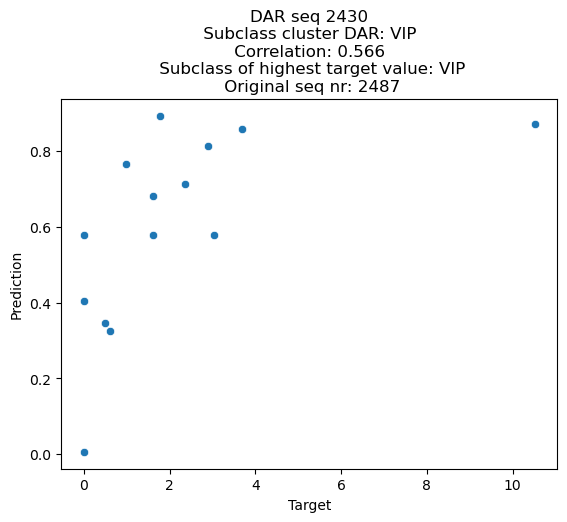 DAR seq 2430
Subclass cluster DAR: VIP
Correlation: 0.566
Subclass of highest target value: VIP
Original seq nr: 2487
0.8
0.6
0.4
0.2
0.0
Prediction
0 2 4 6 8 10
Target